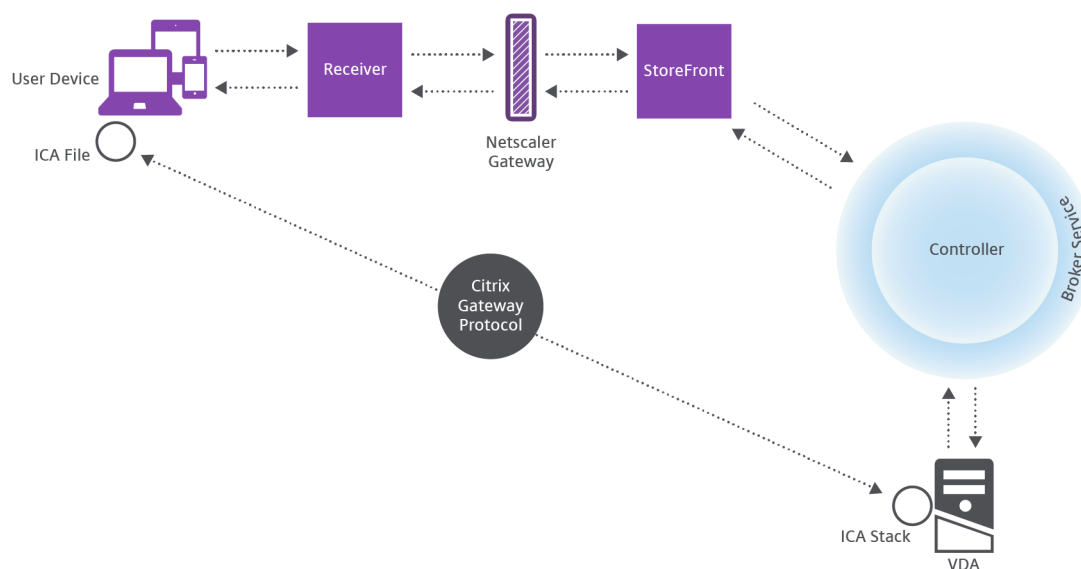 User Device
Receiver
StoreFront
Netscaler
Gateway
ICA File
Controller
Broker Service
Citrix
Gateway
Protocol
ICA Stack
VDA